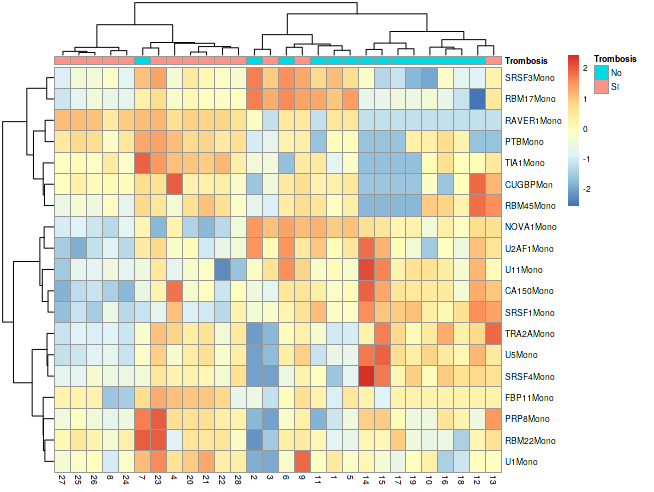 Trombosis
SRSF3Mono
RBM17Mono
RAVER1Mono
PTBMono
TIA1Mono
CUGBPMon
RBM45Mono
NOVA1Mono
U2AF1Mono
U11Mono
CA150Mono
SRSF1Mono
TRA2AMono
U5Mono
SRSF4Mono
FBP11Mono
PRP8Mono
RBM22Mono
U1Mono
27 25 26 8 24 7 23 4 20 21 22 28 2 3 6 9 11 1 5 14 15 17 19 10 16 18 12 13
2
1
0
-1
-2
Trombosis
No
SI